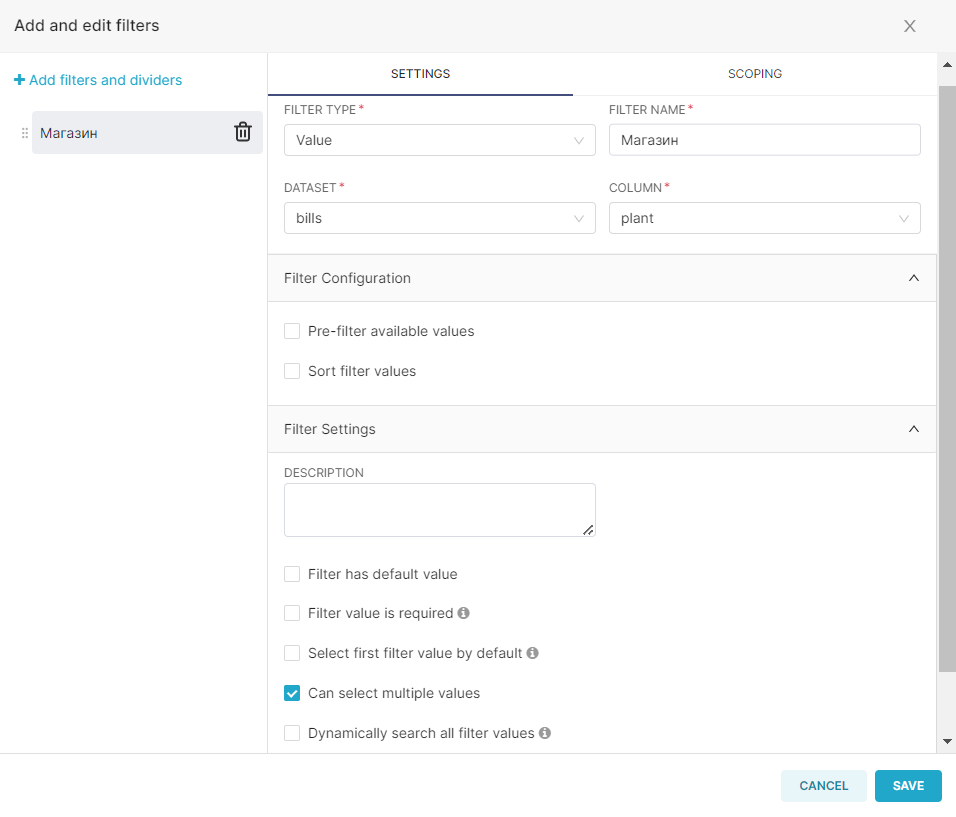 Add and edit filters
Add filters and dividers
Магазин
SETTINGS
SCOPING
FILTER TYPE *
FILTER NAME *
Value
Магазин
DATASET *
COLUMN *
bills
plant
Filter Configuration
Pre-filter available values
Sort filter values
Filter Settings
DESCRIPTION
Filter has default value
Filter value is required
Select first filter value by default
Can select multiple values
Dynamically search all filter values
CANCEL
SAVE